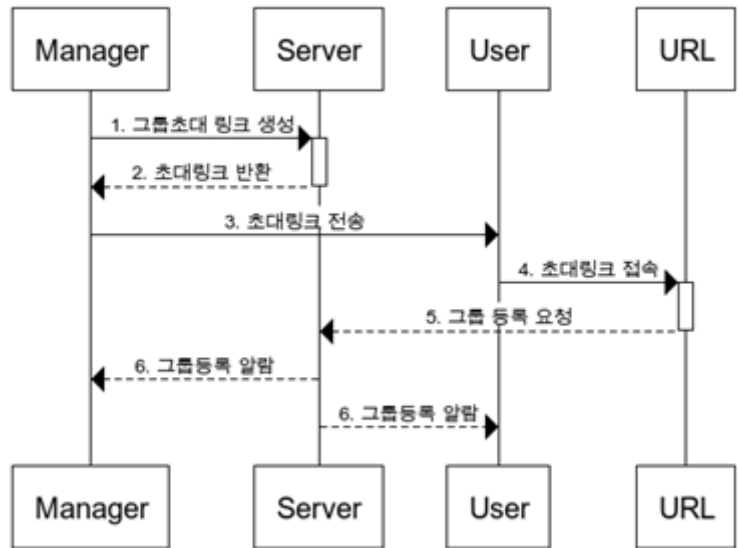 Manager
Server
User
URL
1. 그룹초대 링크 생성
2. 초대링크 반환
3. 초대링크 전송
4. 초대링크 접속
5. 그룹 등록 요청
6. 그룹등록 알람
6. 그룹등록 알람
Manager
Server
User
URL